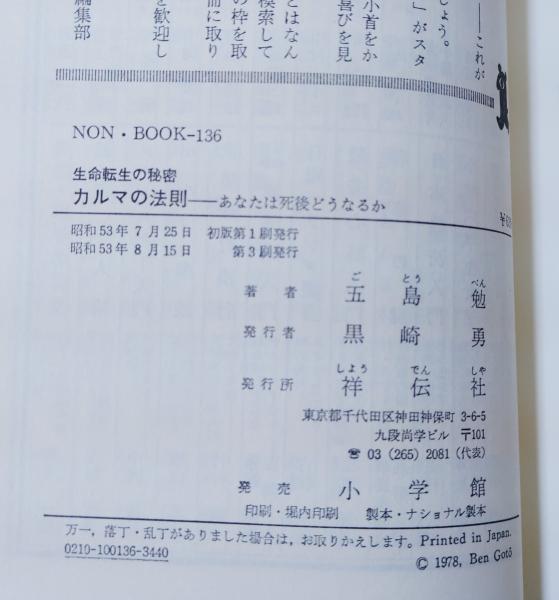 ――これが
しょう。
」がスタ
小首をか
喜びを見
とはなん
模索して
の枠を取
面に取り
を歓迎し
編集部
NON・BOOK-136
生命転生の秘密
カルマの法則――あなたは死後どうなるか
昭和53年7月25日 初版第1刷発行
昭和53年8月15日 第3刷発行
著者 五島勉
ごとうべん
発行者 黒崎勇
発行所 祥伝社
しようでんしや
東京都千代田区神田神保町 3-6-5
九段尚学ビル 〒101
☎ 03 (265) 2081 (代表)
発売 小学館
印刷・堀内印刷 製本・ナショナル製本
万一，落丁・乱丁がありました場合は，お取りかえします。 Printed in Japan.
0210-100136-3440
© 1978, Ben Gotô